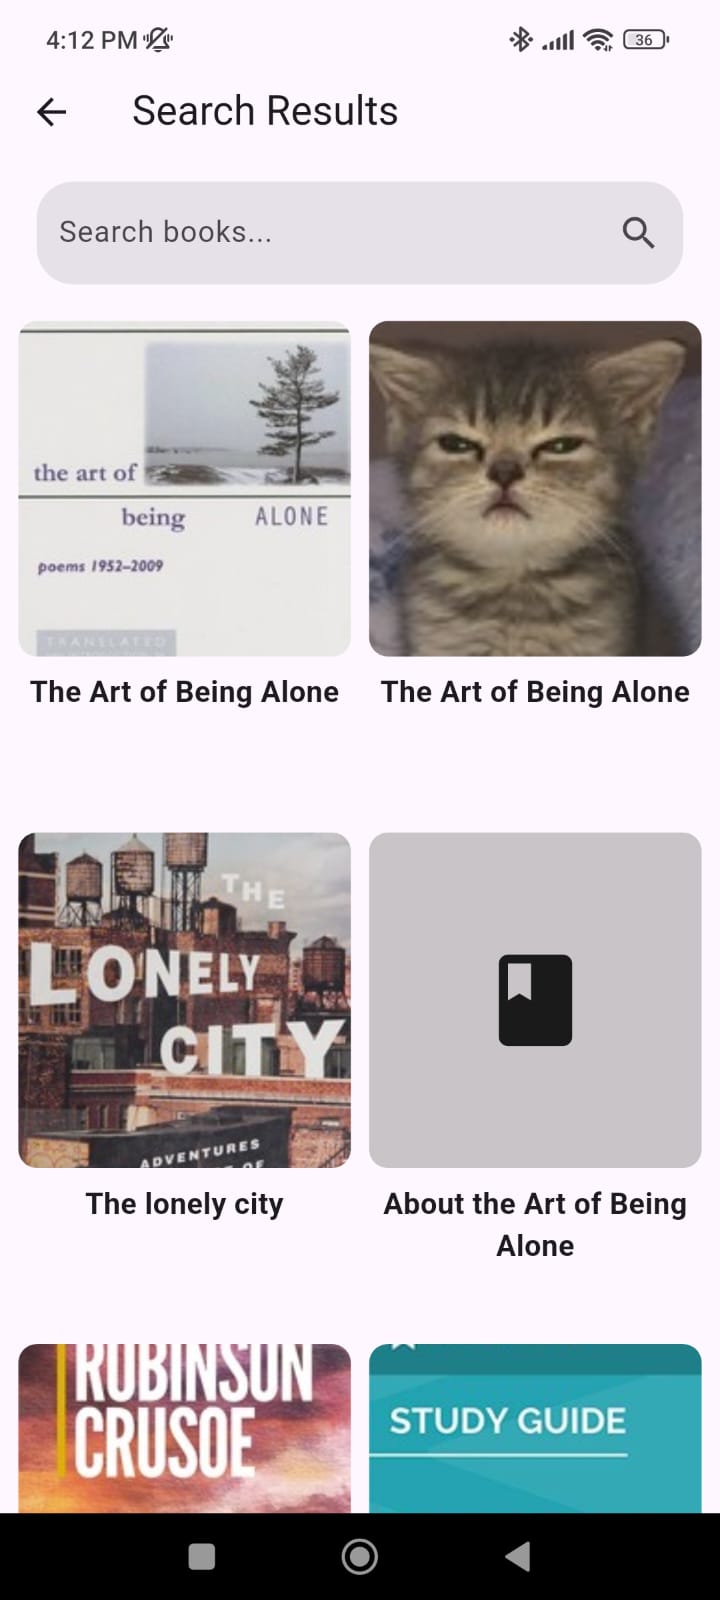 4:12 PM
36
Search Results
Search books...
the art of
being ALONE
poems 1952–2009
TRANSLATED
The Art of Being Alone
The Art of Being Alone
THE
LONELY
CITY
ADVENTURES
OF
The lonely city
About the Art of Being
Alone
ROBINSON
CRUSOE
STUDY GUIDE